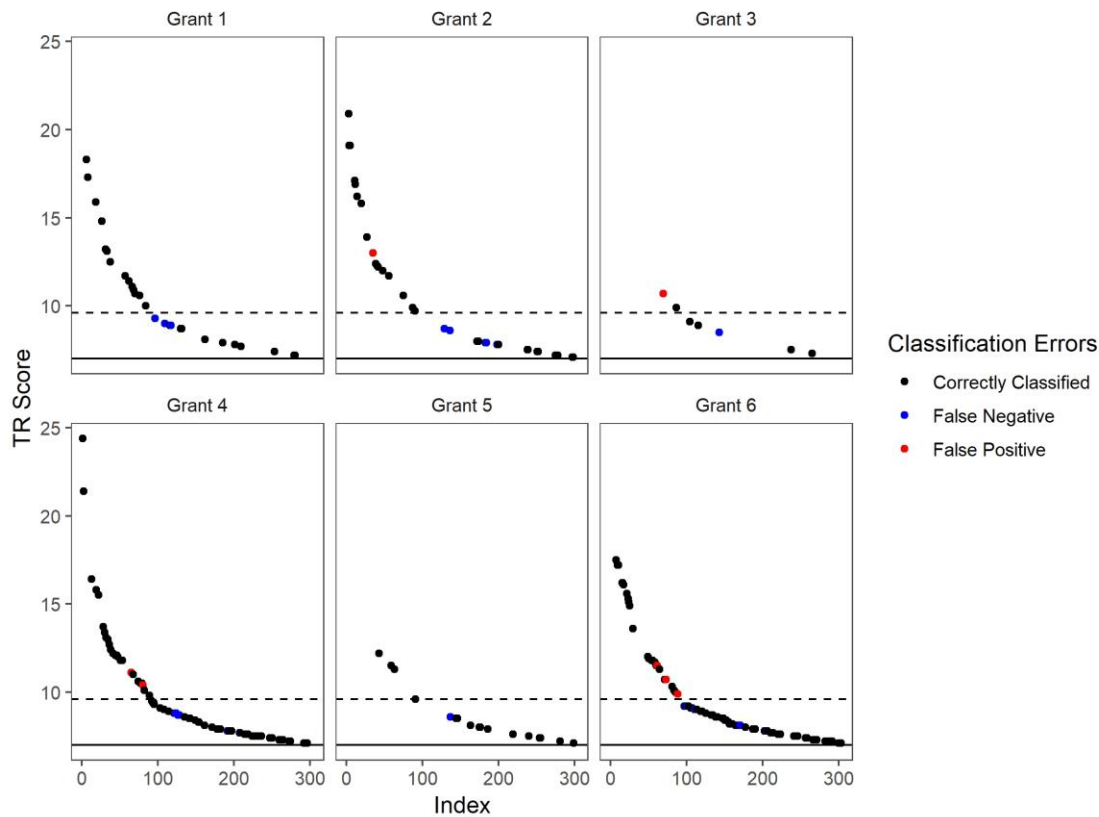 Grant 1
Grant 2
Grant 3
25
20
15
10
Grant 4
Grant 5
Grant 6
25
20
15
10
0
100
200
300
0
100
200
300
0
100
200
300
TR Score
Index
Classification Errors
Correctly Classified
False Negative
False Positive